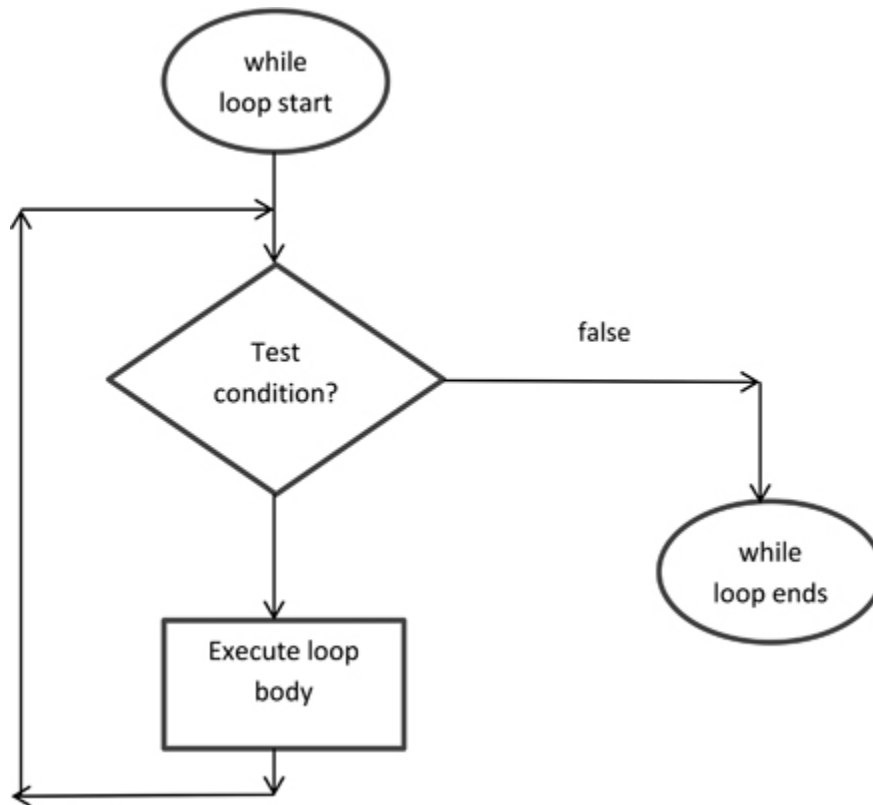 while
loop start
Test
condition?
false
while
loop ends
Execute loop
body